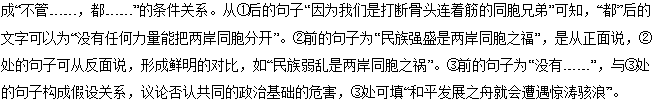 成“不管……，都……”的条件关系。从①后的句子“因为我们是打断骨头连着筋的同胞兄弟”可知，“都”后的
文字可以为“没有任何力量能把两岸同胞分开”。②前的句子为“民族强盛是两岸同胞之福”，是从正面说，②
处的句子可从反面说，形成鲜明的对比，如“民族弱乱是两岸同胞之祸”。③前的句子为“没有……”，与③处
的句子构成假设关系，议论否认共同的政治基础的危害，③处可填“和平发展之舟就会遭遇惊涛骇浪”。